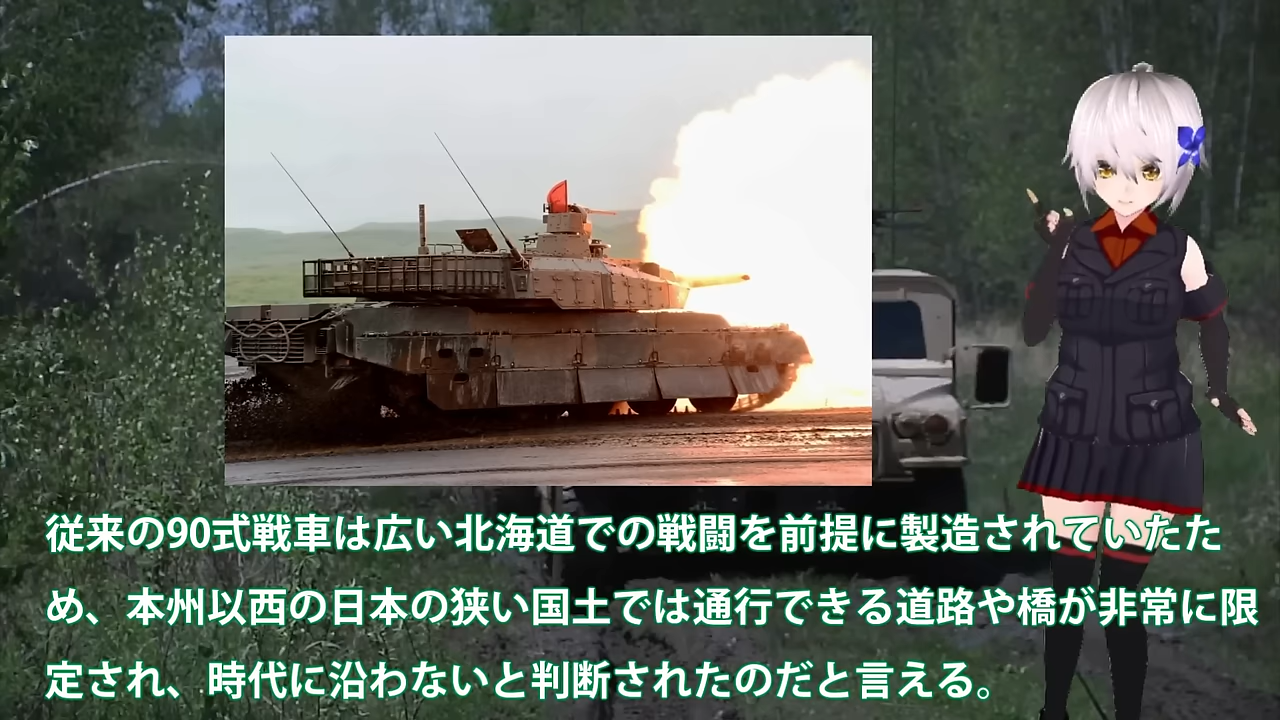 従来の90式戦車は広い北海道での戦闘を前提に製造されていたた
め、本州以西の日本の狭い国土では通行できる道路や橋が非常に限
定され、時代に沿わないと判断されたのだと言える。